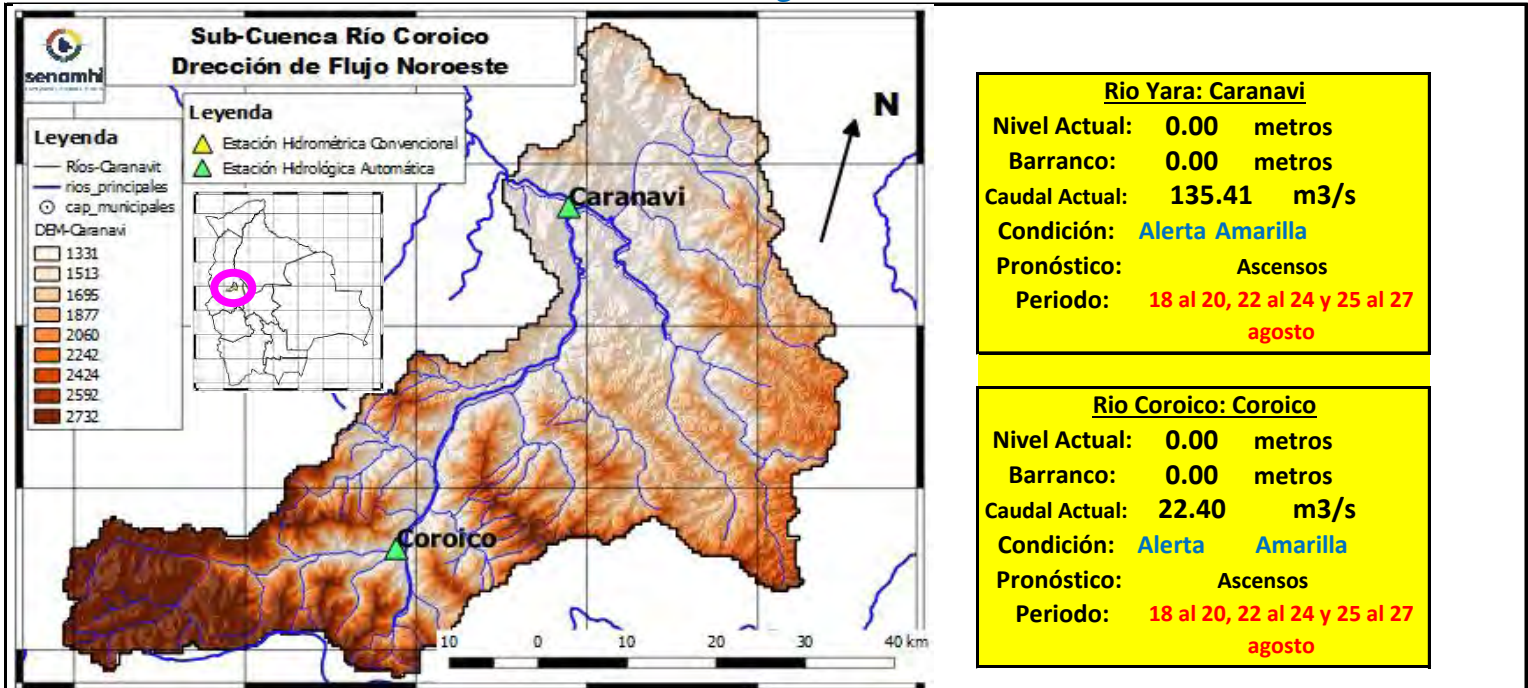 Sub-Cuenca Río Coroico
Drección de Flujo Noroeste
senamhi
Leyenda
Estación Hidrométrica Convencional
Estación Hidrológica Automática
Leyenda
Ríos-Caranavit
rios_principales
cap_municipales
DEM-Caranavi
1331
1513
1695
1877
2060
2242
2424
2592
2732
N
Caranavi
Coroico
10 0 10 20 30 40 km
Rio Yara: Caranavi
Nivel Actual: 0.00 metros
Barranco: 0.00 metros
Caudal Actual: 135.41 m3/s
Condición: Alerta Amarilla
Pronóstico: Ascensos
Periodo: 18 al 20, 22 al 24 y 25 al 27
agosto
Rio Coroico: Coroico
Nivel Actual: 0.00 metros
Barranco: 0.00 metros
Caudal Actual: 22.40 m3/s
Condición: Alerta Amarilla
Pronóstico: Ascensos
Periodo: 18 al 20, 22 al 24 y 25 al 27
agosto